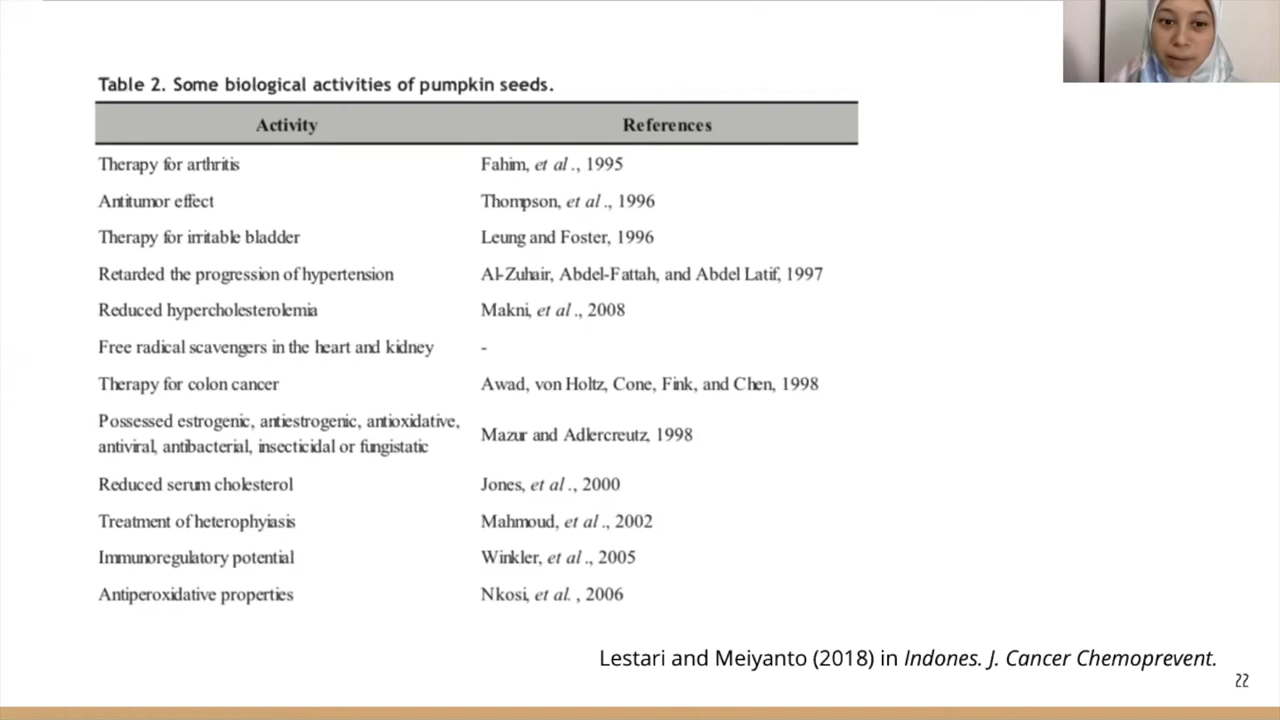 Table 2. Some biological activities of pumpkin seeds.
Activity References
Therapy for arthritis Fahim, et al., 1995
Antitumor effect Thompson, et al., 1996
Therapy for irritable bladder Leung and Foster, 1996
Retarded the progression of hypertension Al-Zuhair, Abdel-Fattah, and Abdel Latif, 1997
Reduced hypercholesterolemia Makni, et al., 2008
Free radical scavengers in the heart and kidney -
Therapy for colon cancer Awad, von Holtz, Cone, Fink, and Chen, 1998
Possessed estrogenic, antiestrogenic, antioxidative,
antiviral, antibacterial, insecticidal or fungistatic Mazur and Adlercreutz, 1998
Reduced serum cholesterol Jones, et al., 2000
Treatment of heterophyiasis Mahmoud, et al., 2002
Immunoregulatory potential Winkler, et al., 2005
Antiperoxidative properties Nkosi, et al. , 2006
Lestari and Meiyanto (2018) in Indones. J. Cancer Chemoprevent.
22